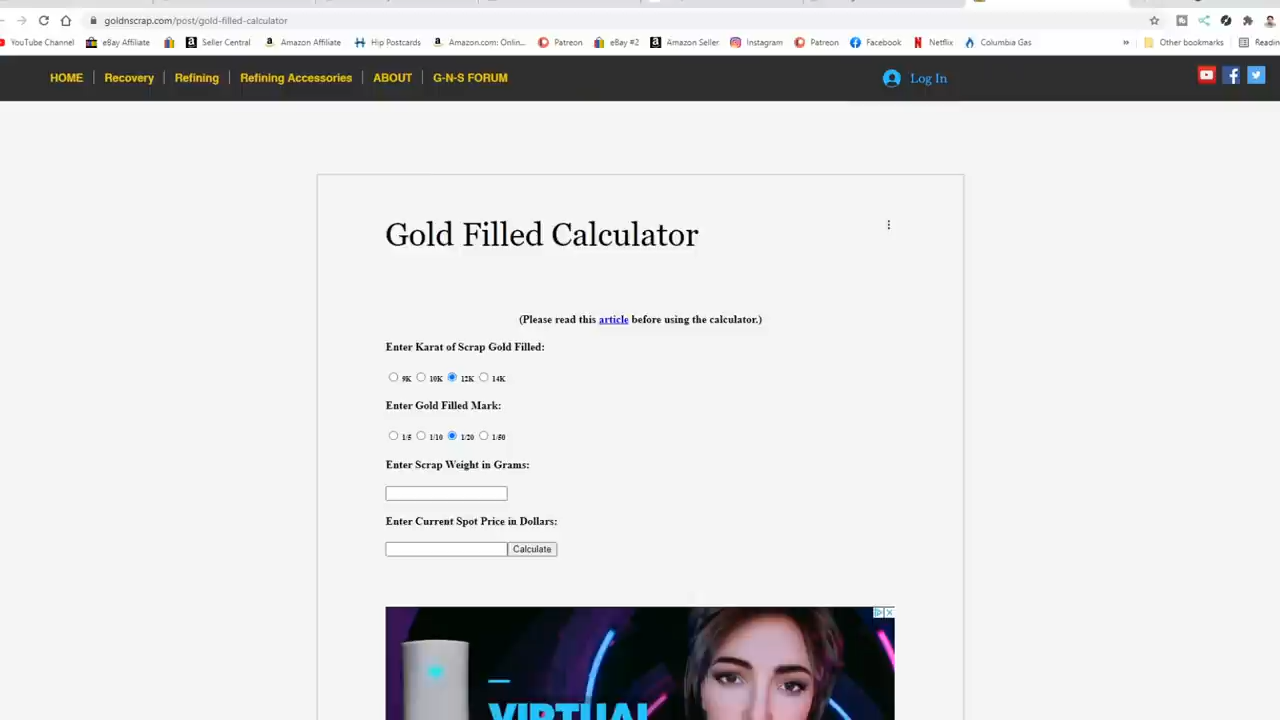 goldnscrap.com/post/gold-filled-calculator
YouTube Channel eBay Affiliate Seller Central Amazon Affiliate Hip Postcards Amazon.com: Onlin... Patreon eBay #2 Amazon Seller Instagram Patreon Facebook Netflix Columbia Gas » Other bookmarks
HOME Recovery Refining Refining Accessories ABOUT G-N-S FORUM Log In
Gold Filled Calculator
(Please read this article before using the calculator.)
Enter Karat of Scrap Gold Filled:
9K 10K 12K 14K
Enter Gold Filled Mark:
1/5 1/10 1/20 1/50
Enter Scrap Weight in Grams:
Enter Current Spot Price in Dollars:
Calculate
VIRTUAL